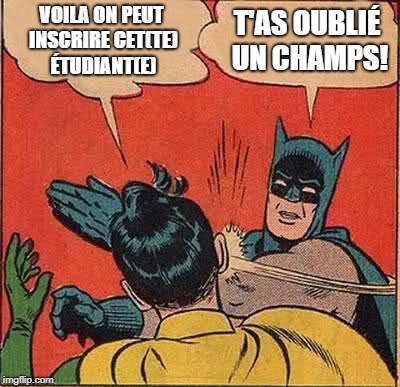 VOILA ON PEUT
INSCRIRE CET(TE)
ÉTUDIANT(E)
T'AS OUBLIÉ
UN CHAMPS!
imgflip.com